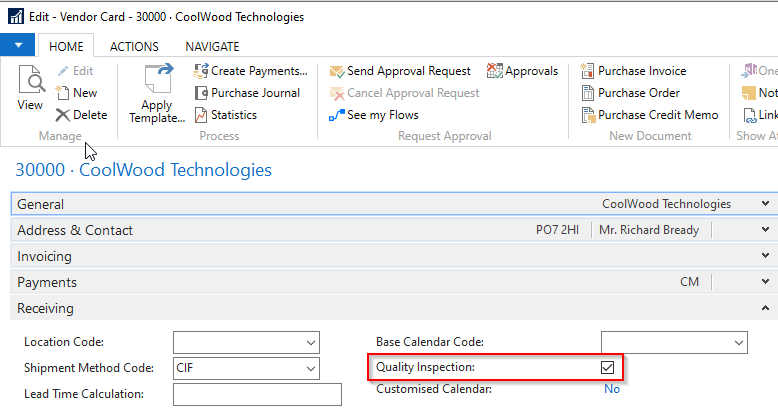 Edit - Vendor Card - 30000 · CoolWood Technologies
HOME ACTIONS NAVIGATE
View
Edit
New
Delete
Manage
Apply
Template...
Create Payments...
Purchase Journal
Statistics
Process
Send Approval Request
Cancel Approval Request
See my Flows
Approvals
Request Approval
Purchase Invoice
Purchase Order
Purchase Credit Memo
New Document
One
Not
Link
Show At
30000 · CoolWood Technologies
General CoolWood Technologies
Address & Contact PO7 2HI Mr. Richard Bready
Invoicing
Payments CM
Receiving
Location Code: Base Calendar Code:
Shipment Method Code: CIF Quality Inspection:
Lead Time Calculation: Customised Calendar: No